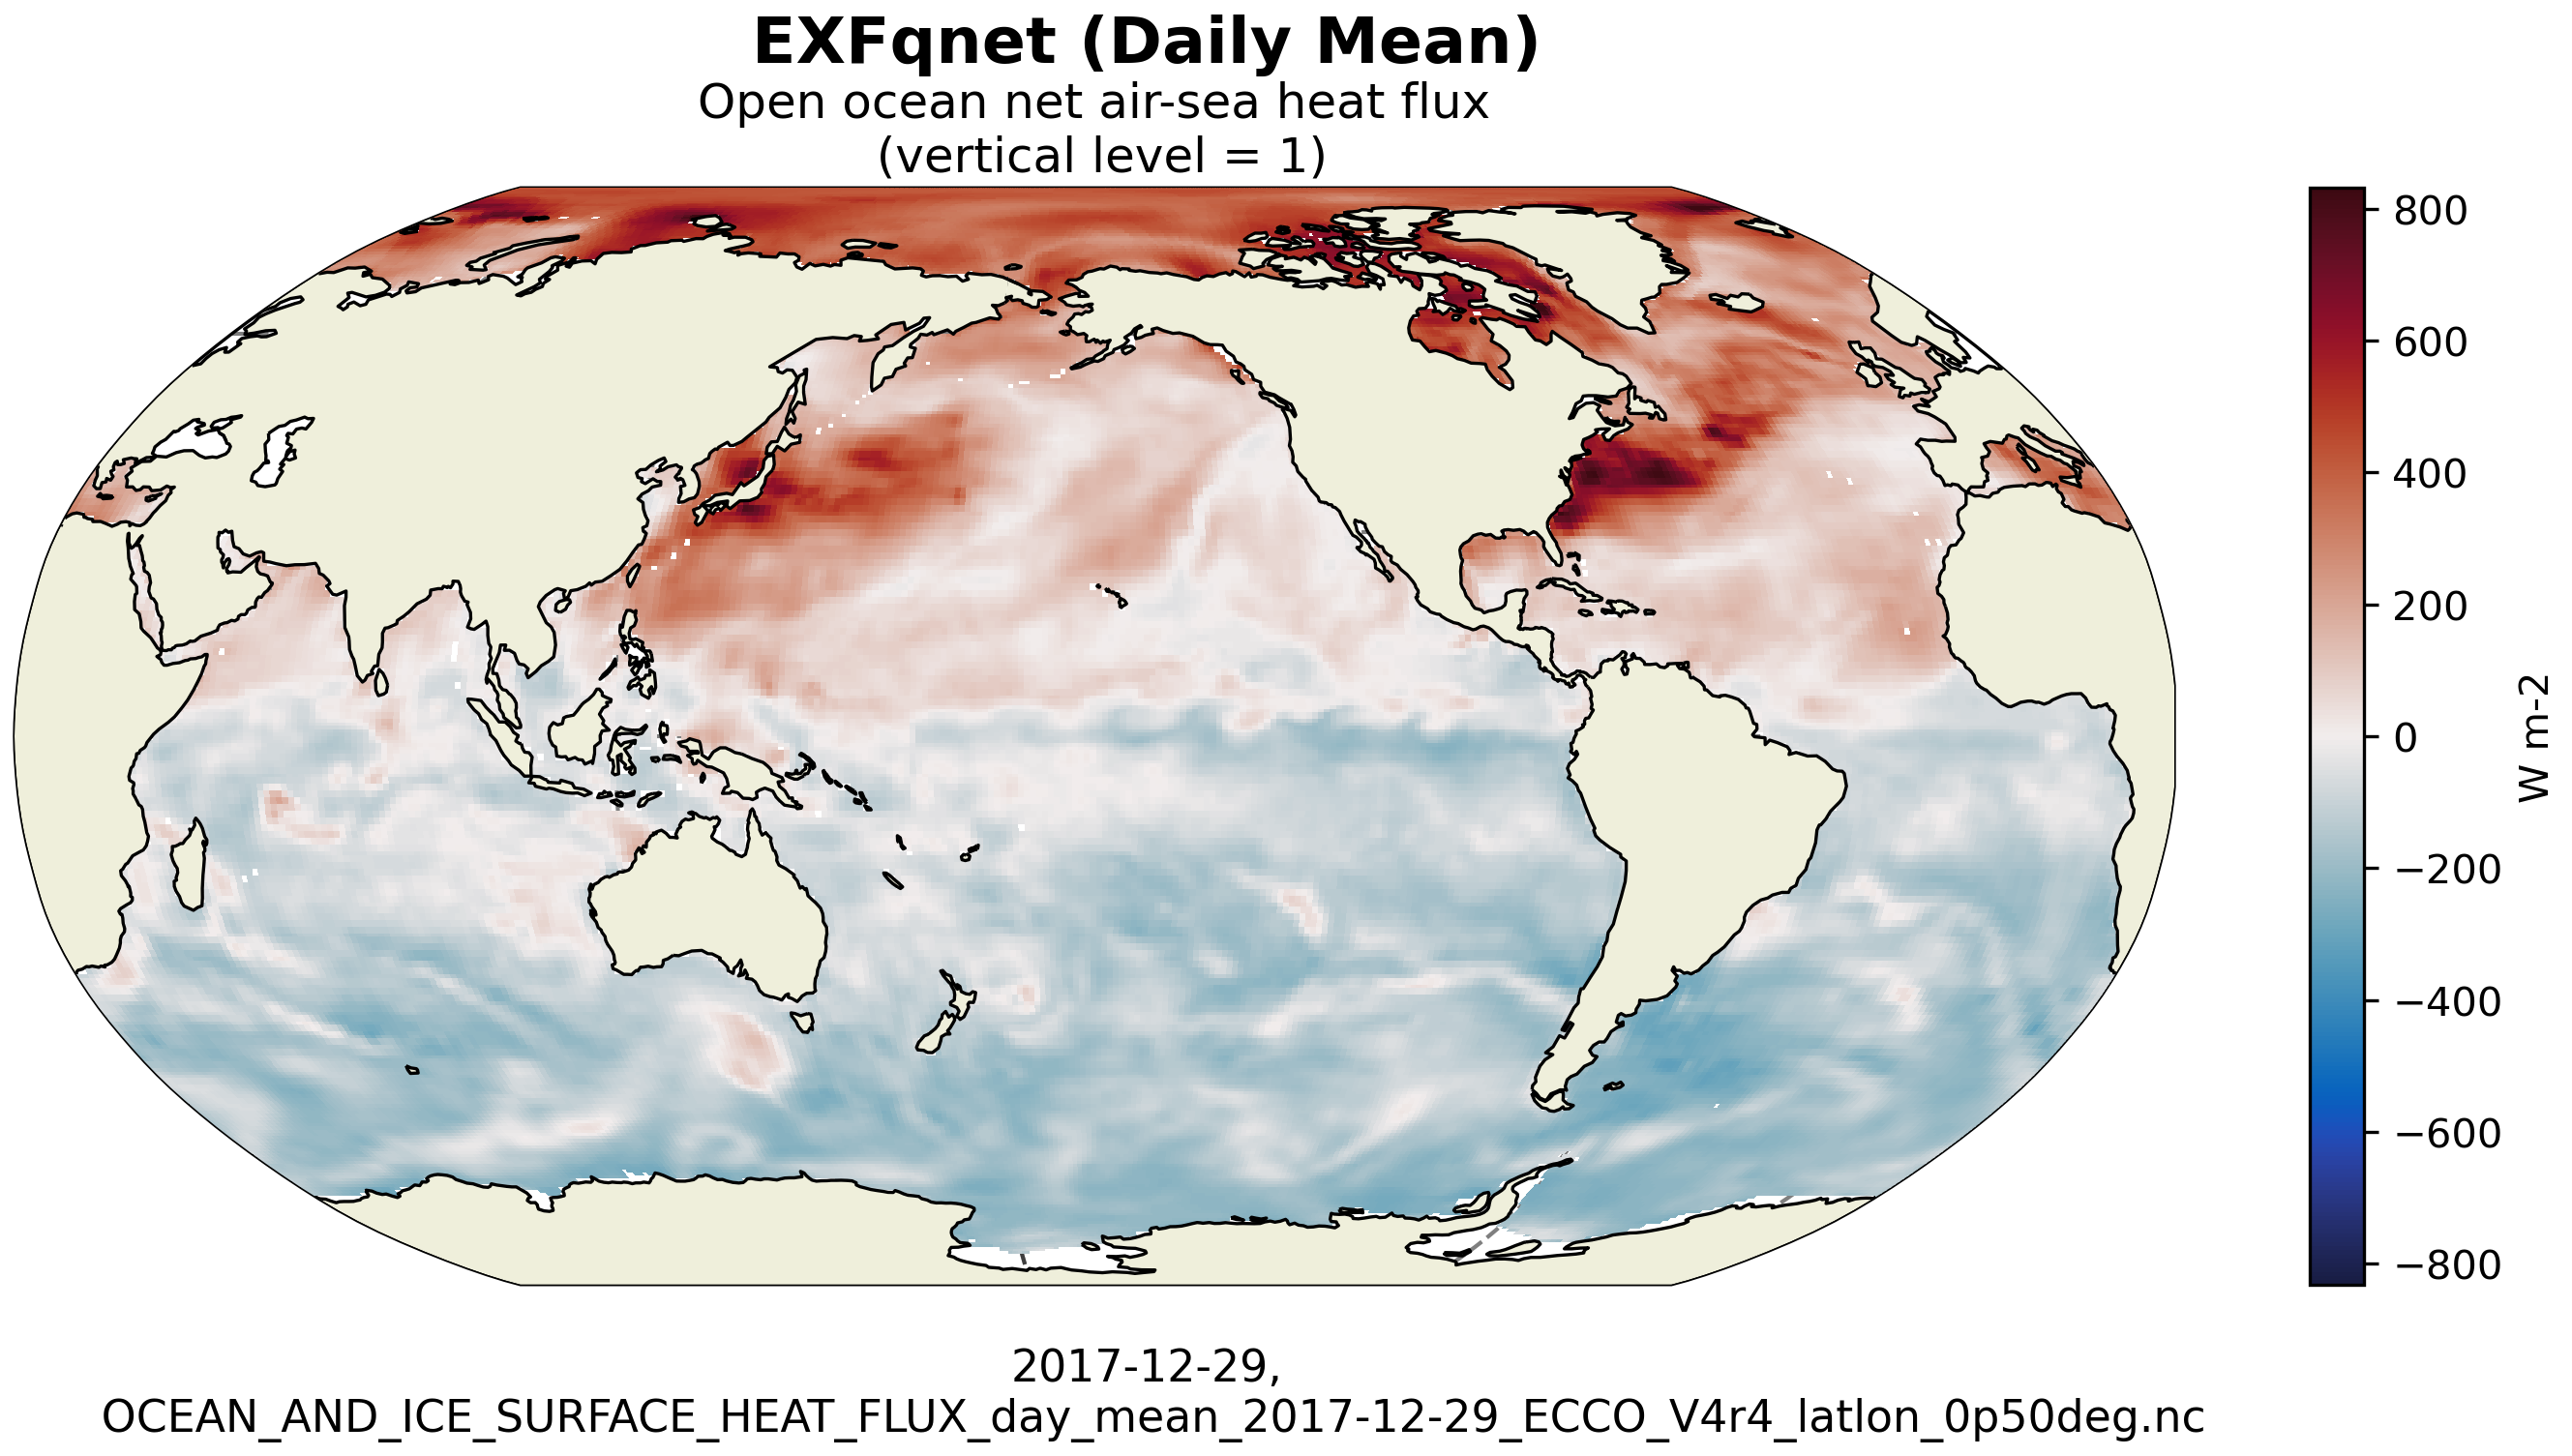 EXFqnet (Daily Mean)
Open ocean net air-sea heat flux
(vertical level = 1)
800
600
400
200
0
−200
−400
−600
−800
W m-2
2017-12-29,
OCEAN_AND_ICE_SURFACE_HEAT_FLUX_day_mean_2017-12-29_ECCO_V4r4_latlon_0p50deg.nc